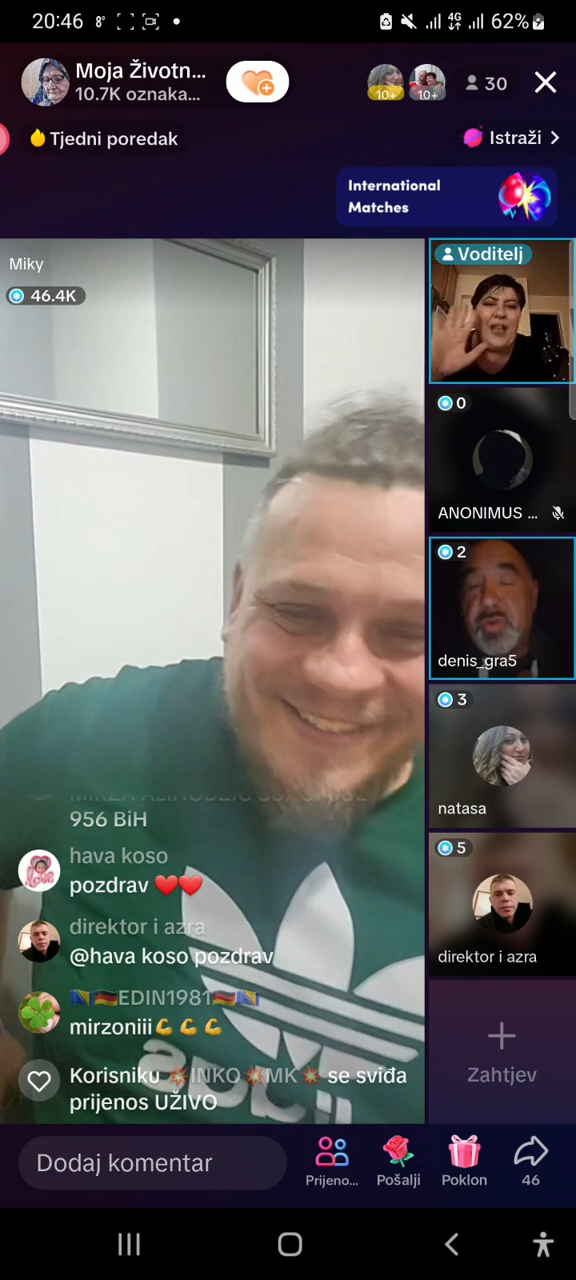 20:46 8° 4G 62%
Moja Životn...
10.7K oznaka...
10+ 10+ 30
Tjedni poredak
Istraži
International
Matches
Miky
46.4K
Voditelj
0
ANONIMUS ...
2
denis_gra5
3
natasa
5
direktor i azra
Zahtjev
956 BiH
hava koso
pozdrav ❤️❤️
direktor i azra
@hava koso pozdrav
🇧🇦🇩🇪EDIN1981🇩🇪🇧🇦
mirzoniii💪💪💪
Korisniku 💥INKO💥MK💥 se sviđa
prijenos UŽIVO
Dodaj komentar
Prijeno...
Pošalji
Poklon
46